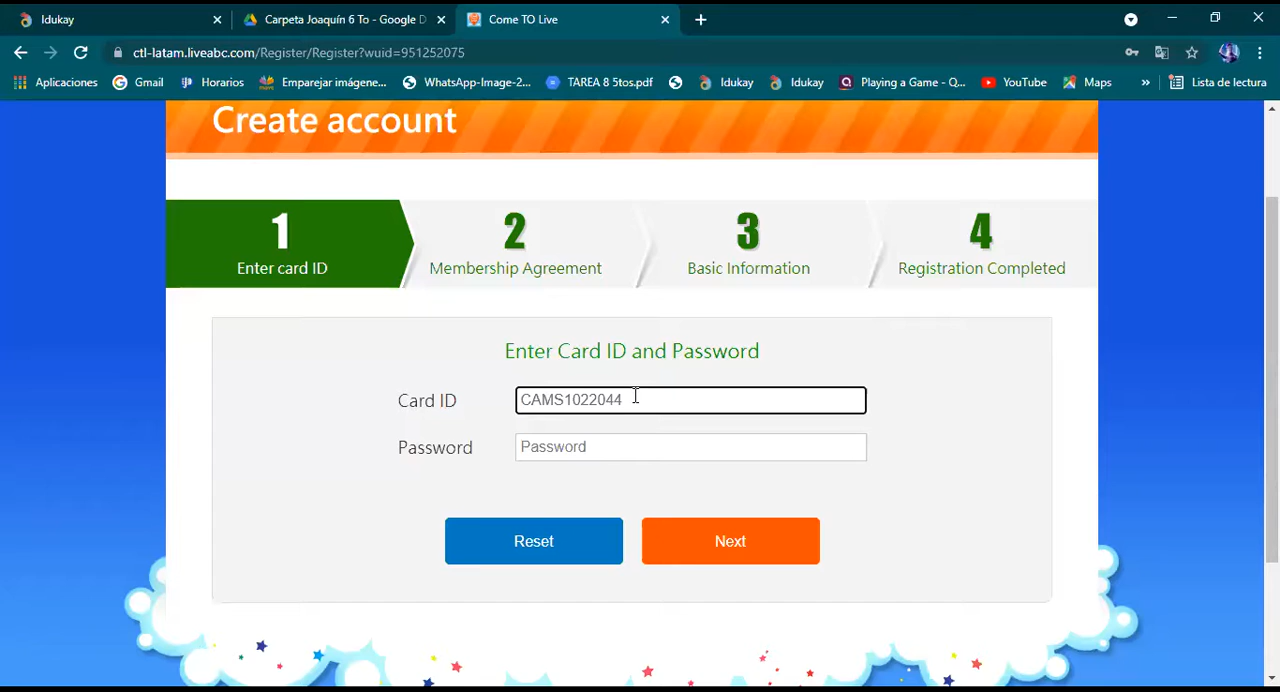 Idukay
Carpeta Joaquín 6 To - Google D
Come TO Live
ctl-latam.liveabc.com/Register/Register?wuid=951252075
Aplicaciones Gmail Horarios Emparejar imágene... WhatsApp-Image-2... TAREA 8 5tos.pdf Idukay Idukay Playing a Game - Q... YouTube Maps » Lista de lectura
Create account
1 2 3 4
Enter card ID Membership Agreement Basic Information Registration Completed
Enter Card ID and Password
Card ID CAMS1022044
Password Password
Reset Next